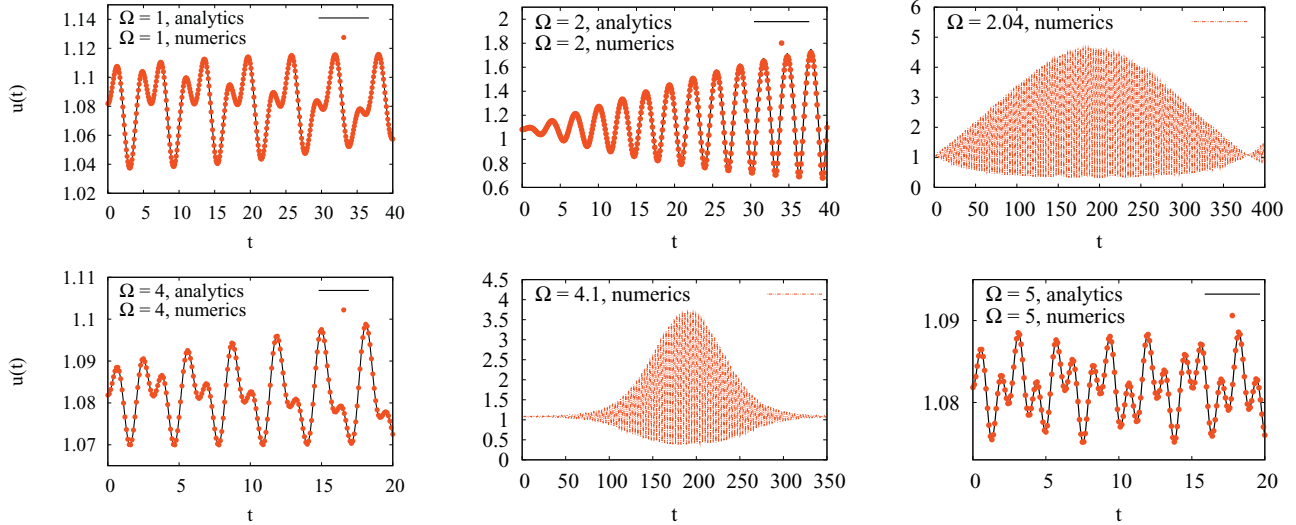 Ω = 1, analytics
Ω = 1, numerics
1.14
1.12
1.10
1.08
1.06
1.04
1.02
0 5 10 15 20 25 30 35 40
t
u(t)
Ω = 2, analytics
Ω = 2, numerics
2
1.8
1.6
1.4
1.2
1
0.8
0.6
0 5 10 15 20 25 30 35 40
t
Ω = 2.04, numerics
6
5
4
3
2
1
0
0 50 100 150 200 250 300 350 400
t
Ω = 4, analytics
Ω = 4, numerics
1.11
1.10
1.09
1.08
1.07
0 5 10 15 20
t
u(t)
Ω = 4.1, numerics
4.5
4
3.5
3
2.5
2
1.5
1
0.5
0
0 50 100 150 200 250 300 350
t
Ω = 5, analytics
Ω = 5, numerics
1.09
1.08
0 5 10 15 20
t